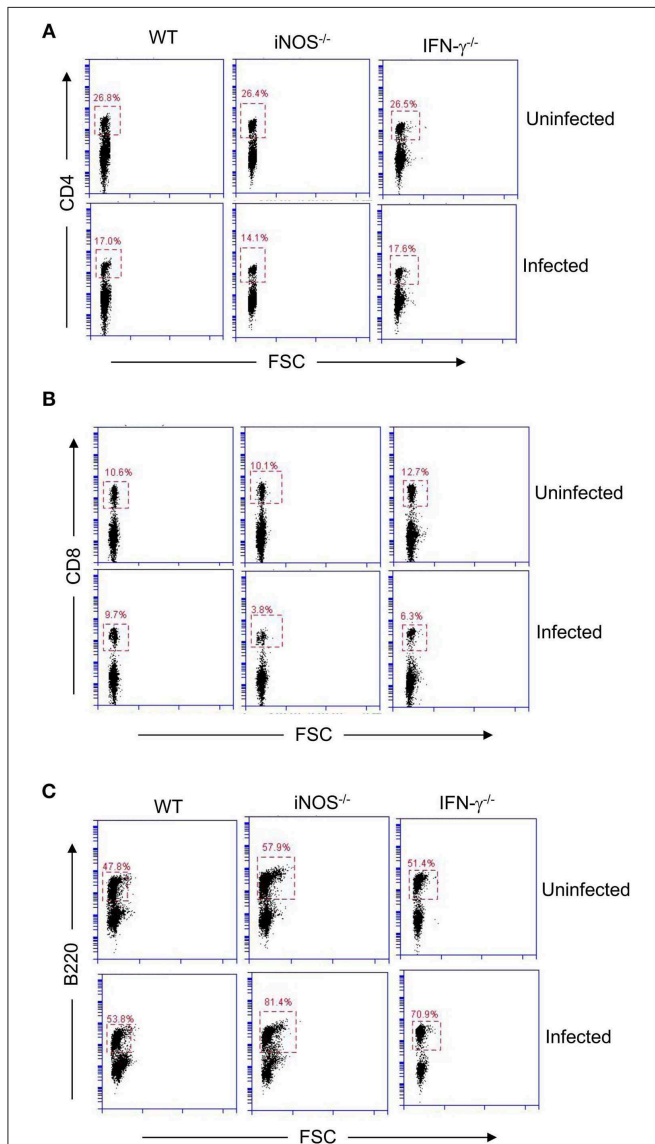 A
WT iNOS-/- IFN-γ-/-
26.8% 26.4% 26.5%
Uninfected
CD4
17.0% 14.1% 17.6%
Infected
FSC
B
10.6% 10.1% 12.7%
Uninfected
CD8
9.7% 3.8% 6.3%
Infected
FSC
C
WT iNOS-/- IFN-γ-/-
47.8% 57.9% 51.4%
Uninfected
B220
53.8% 81.4% 70.9%
Infected
FSC